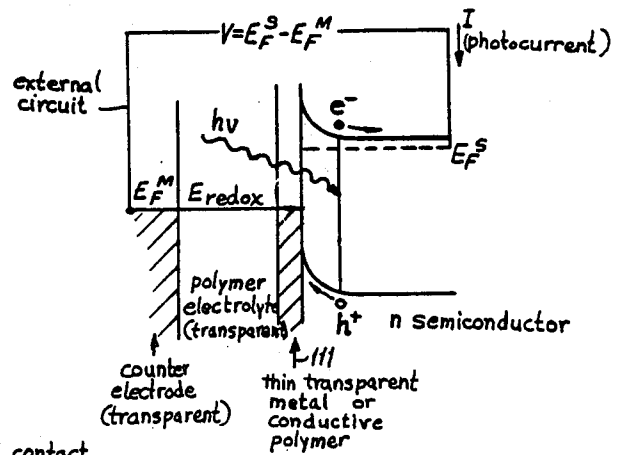 V=E_F^S-E_F^M
I
(photocurrent)
external
circuit
e-
hν
E_F^S
E_F^M
Eredox
polymer
electrolyte
(transparent)
h+
n semiconductor
111
counter
electrode
(transparent)
thin transparent
metal or
conductive
polymer
contact